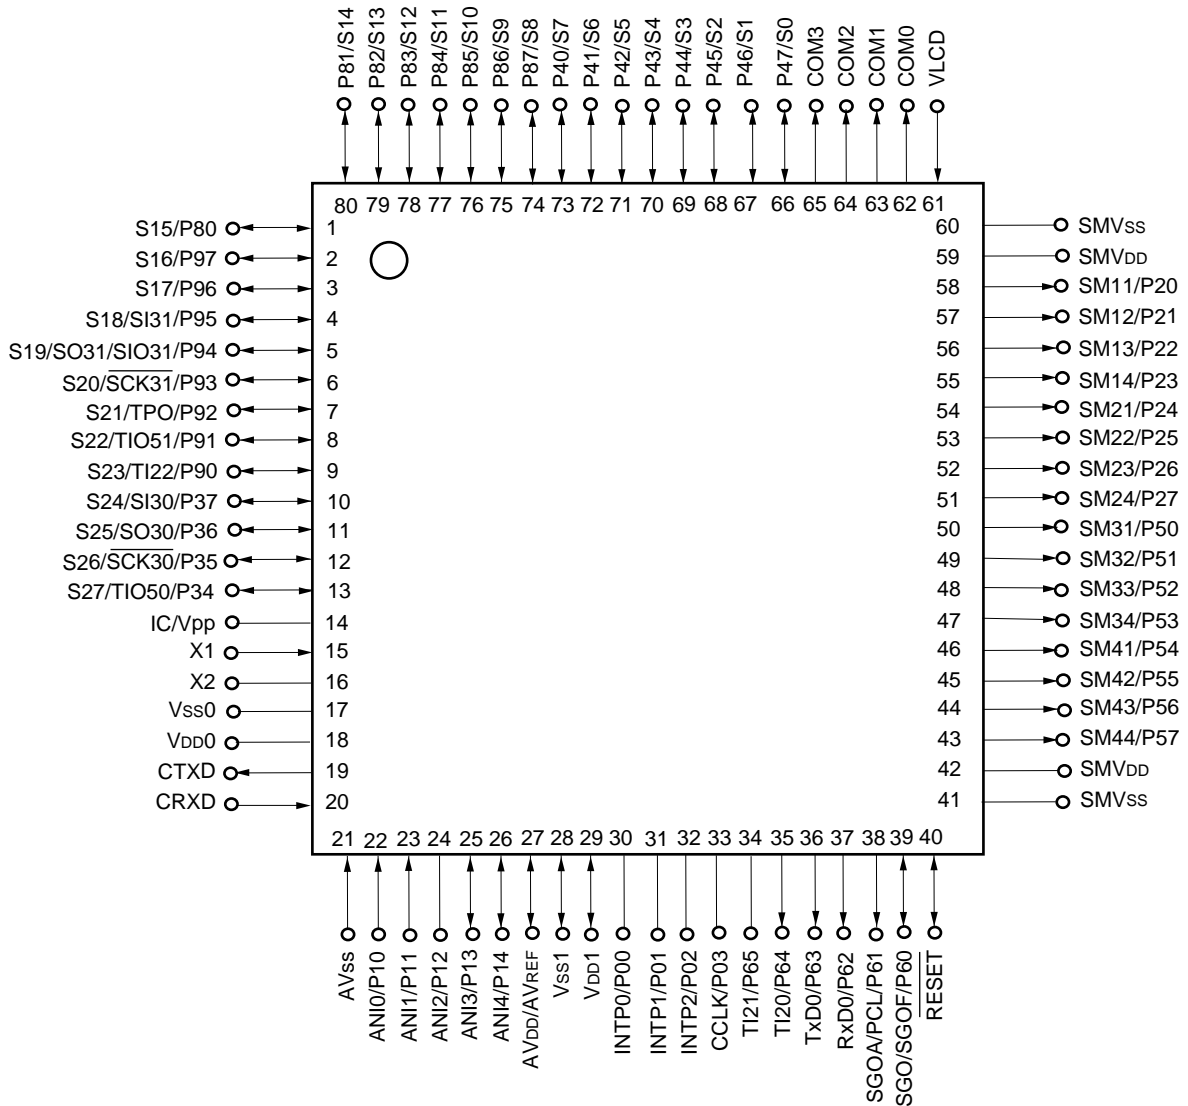 P81/S14
P82/S13
P83/S12
P84/S11
P85/S10
P86/S9
P87/S8
P40/S7
P41/S6
P42/S5
P43/S4
P44/S3
P45/S2
P46/S1
P47/S0
COM3
COM2
COM1
COM0
VLCD
80 79 78 77 76 75 74 73 72 71 70 69 68 67 66 65 64 63 62 61
S15/P80 1
S16/P97 2
S17/P96 3
S18/SI31/P95 4
S19/SO31/SIO31/P94 5
S20/S̅C̅K̅3̅1̅/P93 6
S21/TPO/P92 7
S22/TIO51/P91 8
S23/TI22/P90 9
S24/SI30/P37 10
S25/SO30/P36 11
S26/S̅C̅K̅3̅0̅/P35 12
S27/TIO50/P34 13
IC/Vpp 14
X1 15
X2 16
VSS0 17
VDD0 18
CTXD 19
CRXD 20
60 SMVSS
59 SMVDD
58 SM11/P20
57 SM12/P21
56 SM13/P22
55 SM14/P23
54 SM21/P24
53 SM22/P25
52 SM23/P26
51 SM24/P27
50 SM31/P50
49 SM32/P51
48 SM33/P52
47 SM34/P53
46 SM41/P54
45 SM42/P55
44 SM43/P56
43 SM44/P57
42 SMVDD
41 SMVSS
21 22 23 24 25 26 27 28 29 30 31 32 33 34 35 36 37 38 39 40
AVSS
ANI0/P10
ANI1/P11
ANI2/P12
ANI3/P13
ANI4/P14
AVDD/AVREF
VSS1
VDD1
INTP0/P00
INTP1/P01
INTP2/P02
CCLK/P03
TI21/P65
TI20/P64
TxD0/P63
RxD0/P62
SGOA/PCL/P61
SGO/SGOF/P60
R̅E̅S̅E̅T̅